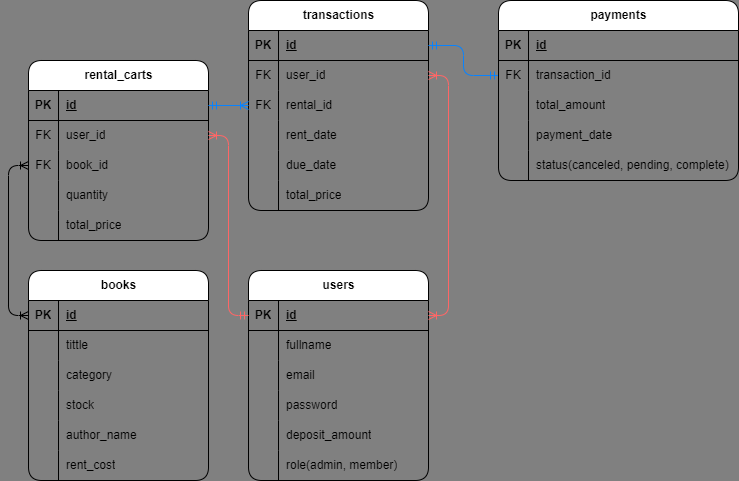 transactions
PK id
FK user_id
FK rental_id
rent_date
due_date
total_price
payments
PK id
FK transaction_id
total_amount
payment_date
status(canceled, pending, complete)
rental_carts
PK id
FK user_id
FK book_id
quantity
total_price
books
PK id
tittle
category
stock
author_name
rent_cost
users
PK id
fullname
email
password
deposit_amount
role(admin, member)